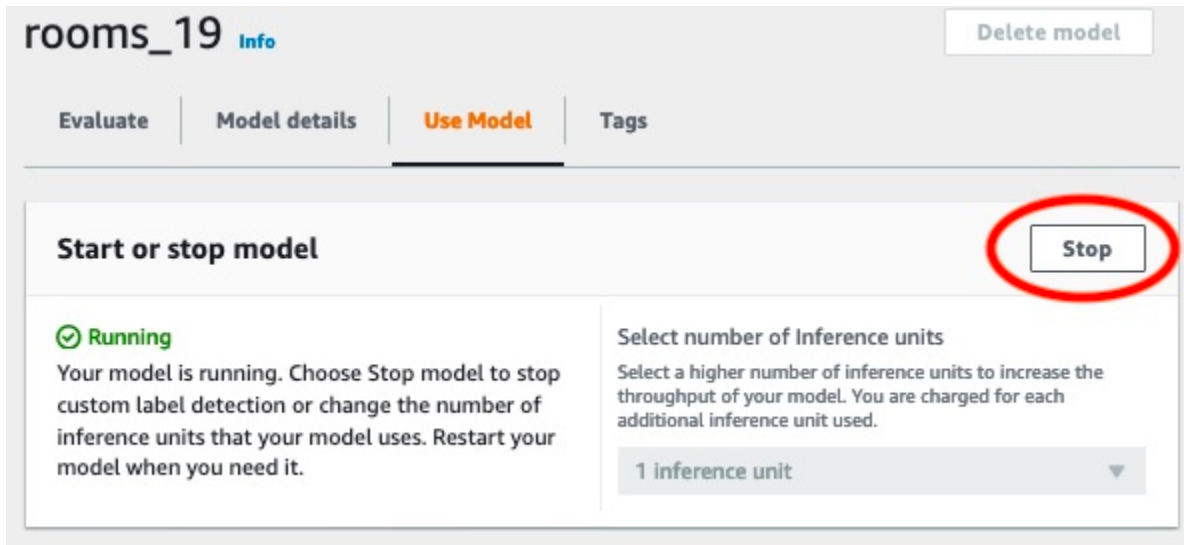 rooms_19 Info
Delete model
Evaluate
Model details
Use Model
Tags
Start or stop model
Stop
Running
Your model is running. Choose Stop model to stop
custom label detection or change the number of
inference units that your model uses. Restart your
model when you need it.
Select number of Inference units
Select a higher number of inference units to increase the
throughput of your model. You are charged for each
additional inference unit used.
1 inference unit